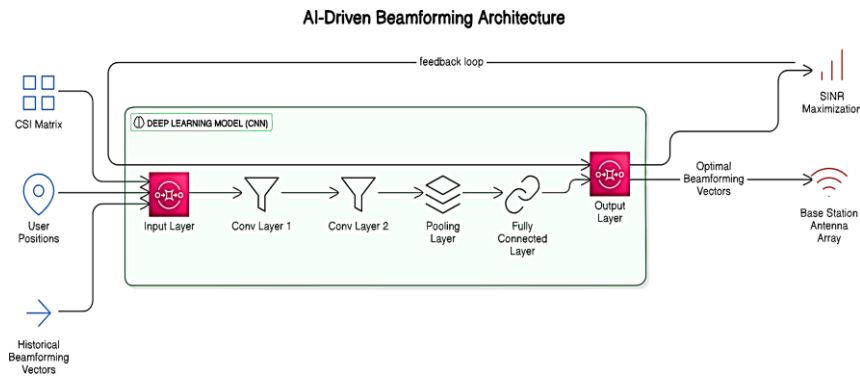 AI-Driven Beamforming Architecture
feedback loop
SINR
Maximization
CSI Matrix
DEEP LEARNING MODEL (CNN)
User
Positions
Input Layer
Conv Layer 1
Conv Layer 2
Pooling
Layer
Fully
Connected
Layer
Output
Layer
Optimal
Beamforming
Vectors
Base Station
Antenna
Array
Historical
Beamforming
Vectors